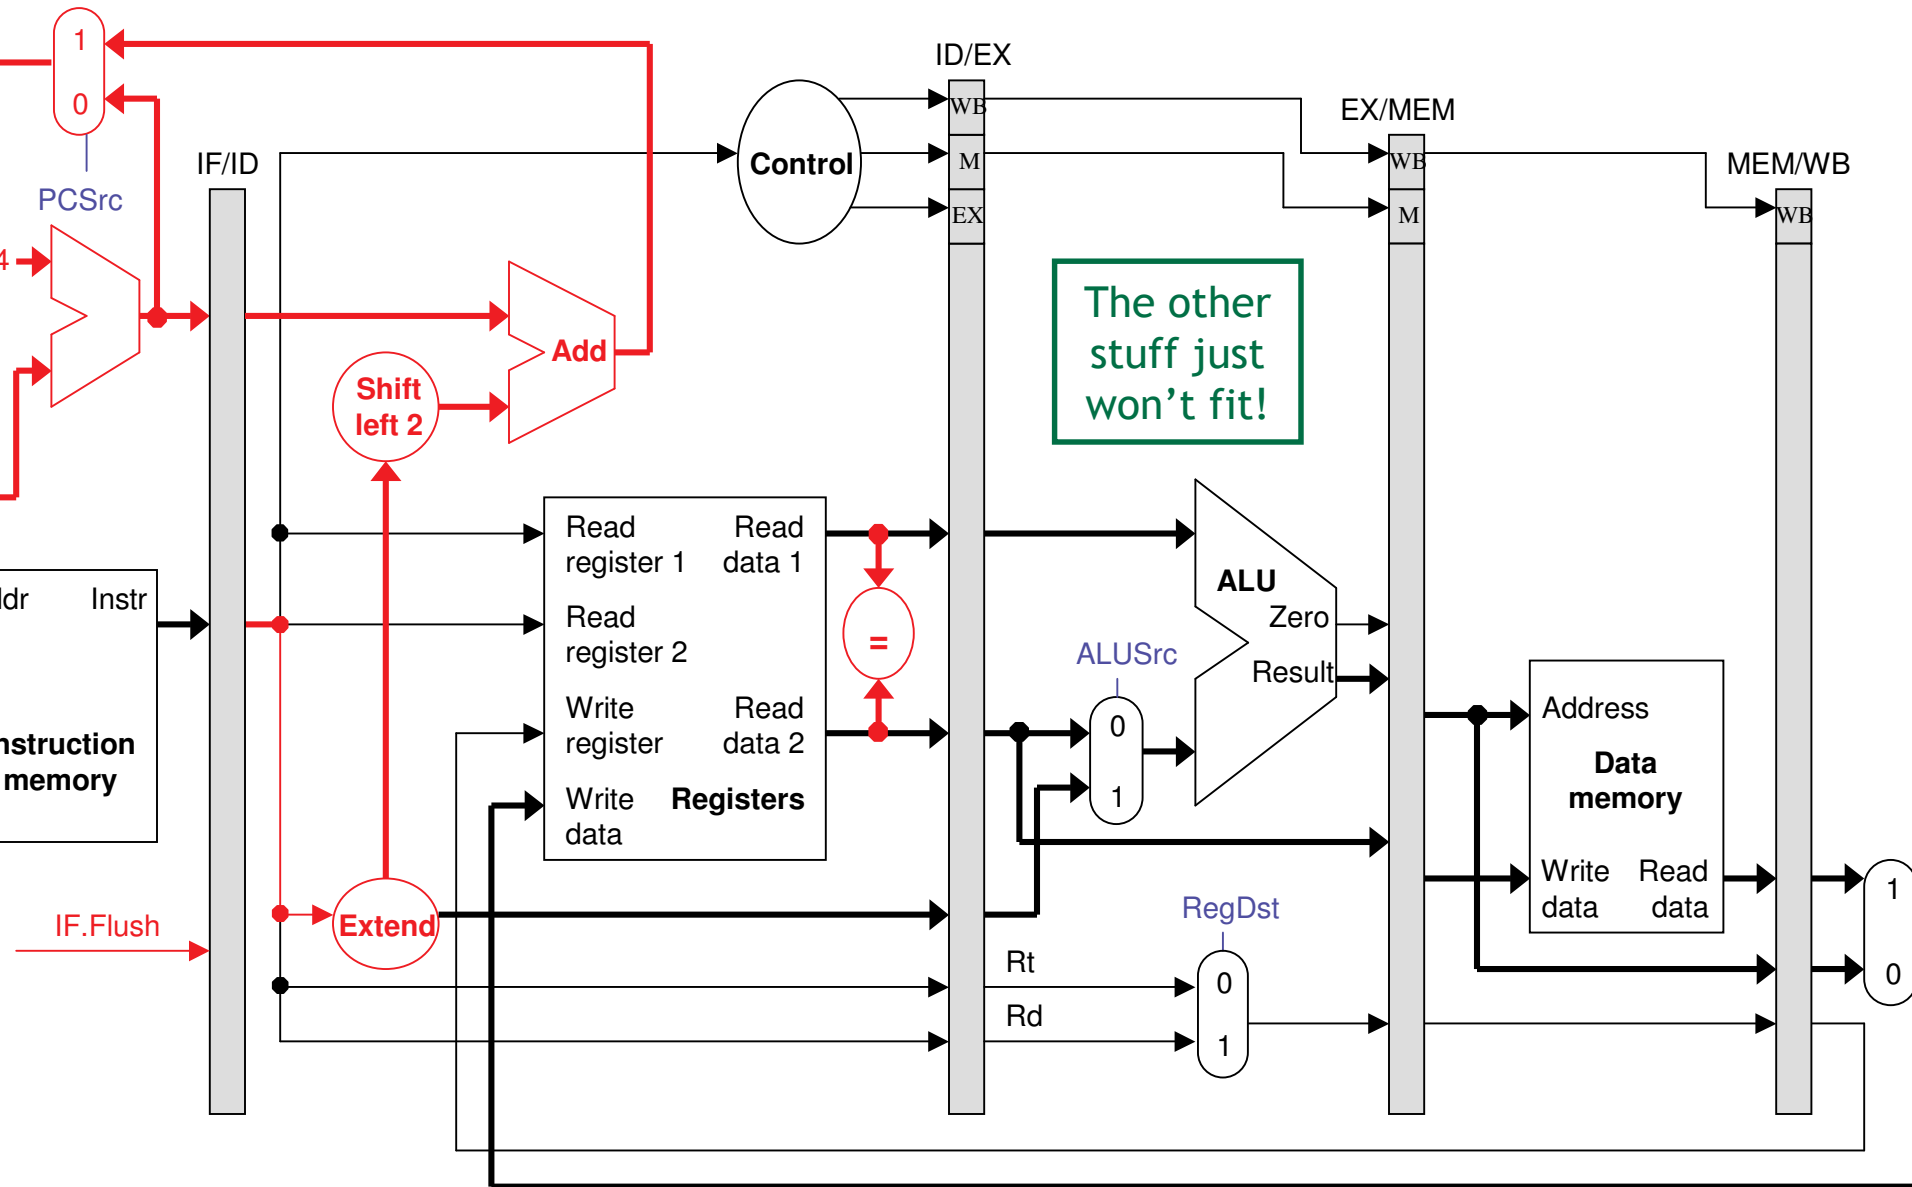 1
0
PCSrc
4
IF/ID
Control
ID/EX
WB
M
EX
EX/MEM
WB
M
MEM/WB
WB
The other
stuff just
won’t fit!
Add
Shift
left 2
Read
register 1
Read
data 1
Read
register 2
Write
register
Read
data 2
Write
data
Registers
=
ALU
Zero
Result
ALUSrc
0
1
Address
Data
memory
Write
data
Read
data
1
0
ddr
Instr
nstruction
memory
IF.Flush
Extend
Rt
Rd
RegDst
0
1